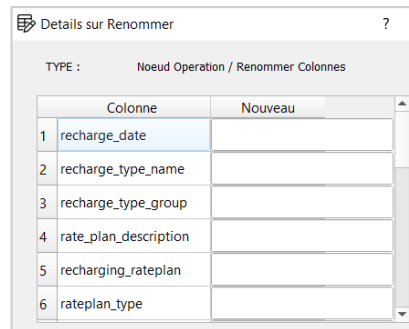 Details sur Renommer ?
TYPE : Noeud Operation / Renommer Colonnes
Colonne Nouveau
1 recharge_date
2 recharge_type_name
3 recharge_type_group
4 rate_plan_description
5 recharging_rateplan
6 rateplan_type